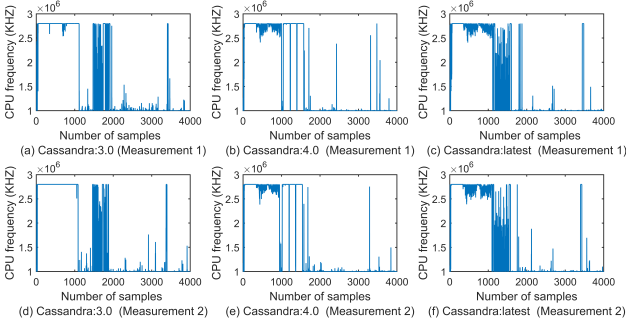 ×10⁶ ×10⁶ ×10⁶
3 3 3
2.5 2.5 2.5
2 2 2
1.5 1.5 1.5
1 1 1
CPU frequency (KHZ) CPU frequency (KHZ) CPU frequency (KHZ)
0 1000 2000 3000 4000 0 1000 2000 3000 4000 0 1000 2000 3000 4000
Number of samples Number of samples Number of samples
(a) Cassandra:3.0 (Measurement 1) (b) Cassandra:4.0 (Measurement 1) (c) Cassandra:latest (Measurement 1)
×10⁶ ×10⁶ ×10⁶
3 3 3
2.5 2.5 2.5
2 2 2
1.5 1.5 1.5
1 1 1
CPU frequency (KHZ) CPU frequency (KHZ) CPU frequency (KHZ)
0 1000 2000 3000 4000 0 1000 2000 3000 4000 0 1000 2000 3000 4000
Number of samples Number of samples Number of samples
(d) Cassandra:3.0 (Measurement 2) (e) Cassandra:4.0 (Measurement 2) (f) Cassandra:latest (Measurement 2)